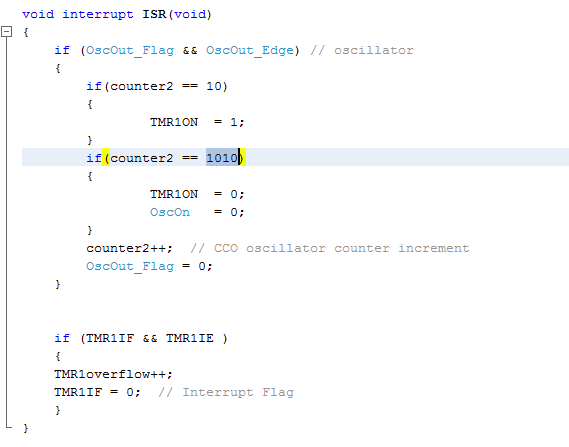 void interrupt ISR(void)
{
if (OscOut_Flag && OscOut_Edge) // oscillator
{
if(counter2 == 10)
{
TMR1ON = 1;
}
if(counter2 == 1010)
{
TMR1ON = 0;
OscOn = 0;
}
counter2++; // CCO oscillator counter increment
OscOut_Flag = 0;
}
if (TMR1IF && TMR1IE )
{
TMR1overflow++;
TMR1IF = 0; // Interrupt Flag
}
}